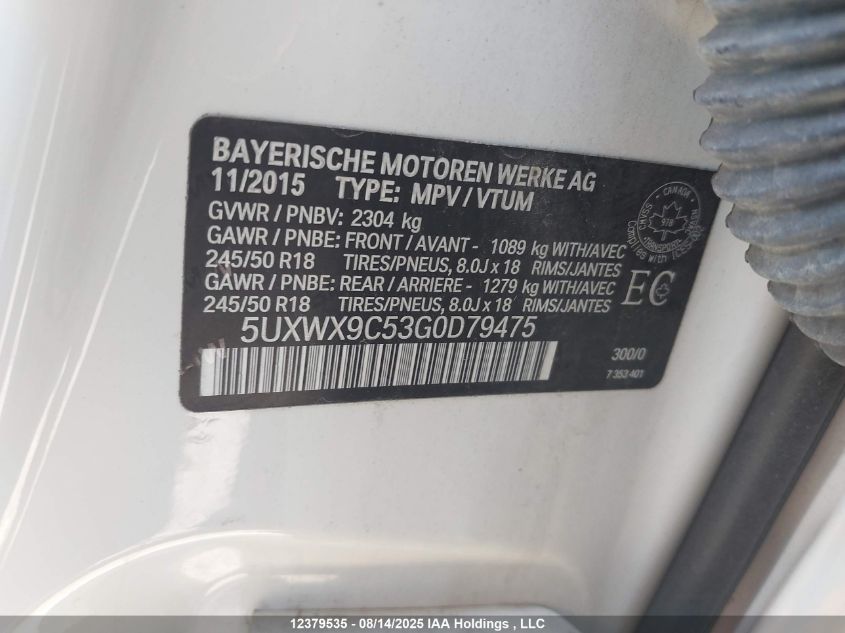 BAYERISCHE MOTOREN WERKE AG
11/2015 TYPE: MPV / VTUM
GVWR / PNBV: 2304 kg
GAWR / PNBE: FRONT / AVANT - 1089 kg WITH/AVEC
245/50 R18 TIRES/PNEUS, 8.0J x 18 RIMS/JANTES
GAWR / PNBE: REAR / ARRIERE - 1279 kg WITH/AVEC
245/50 R18 TIRES/PNEUS, 8.0J x 18 RIMS/JANTES
5UXWX9C53G0D79475
CANADA
978
TRANSPORT
EC
300/0
7 353 401
12379535 - 08/14/2025 IAA Holdings, LLC